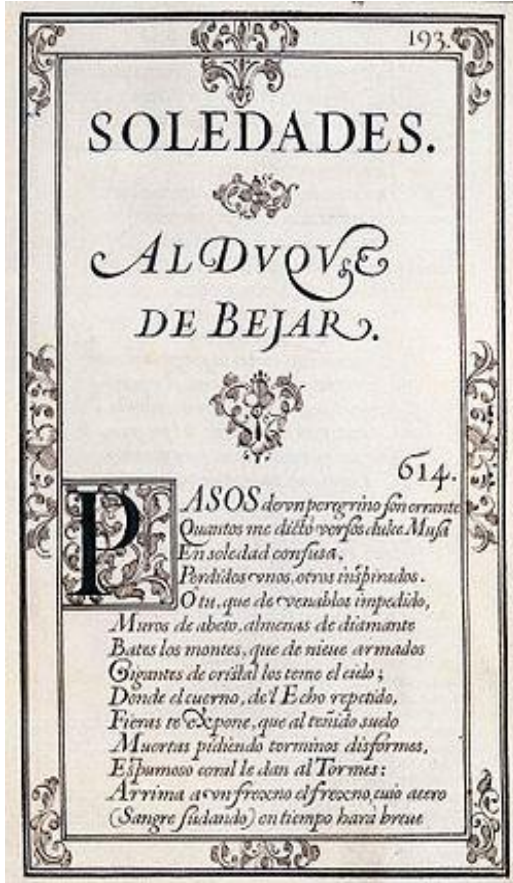 193.
SOLEDADES.
AL DVQVE
DE BEJAR.
614.
PASOS de vn peregrino son errante
Quantos me dictò versos dulce Musa
En soledad confusa,
Perdidos vnos, otros inspirados.
O tu, que de venablos impedido,
Muros de abeto, almenas de diamante
Bates los montes, que de nieue armados
Gigantes de cristal los teme el cielo;
Donde el cuerno, del Echo repetido,
Fieras te expone, que al teñido suelo
Muertas pidiendo terminos disformes,
Espumoso coral le dan al Tormes:
Arrima a vn frexno el frexno, cuio acero
(Sangre sudando) en tiempo harà breue